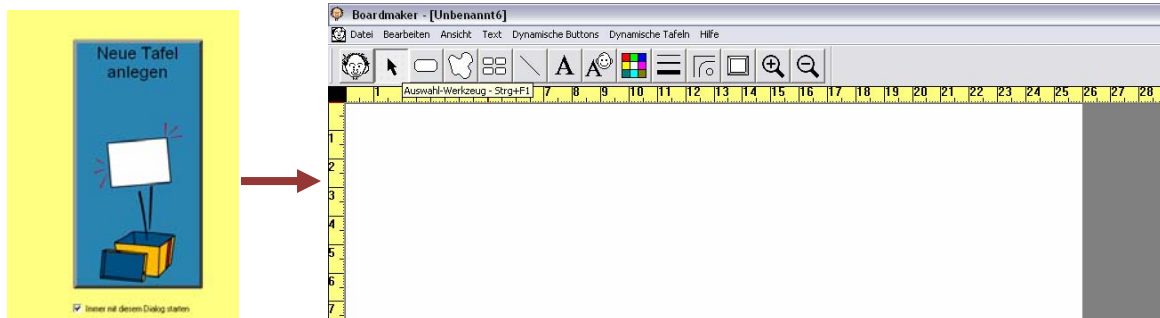 Neue Tafel
anlegen
Immer mit diesem Dialog starten
Boardmaker - [Unbenannt6]
Datei Bearbeiten Ansicht Text Dynamische Buttons Dynamische Tafeln Hilfe
A A
Auswahl-Werkzeug - Strg+F1
1 7 8 9 10 11 12 13 14 15 16 17 18 19 20 21 22 23 24 25 26 27 28
1
2
3
4
5
6
7